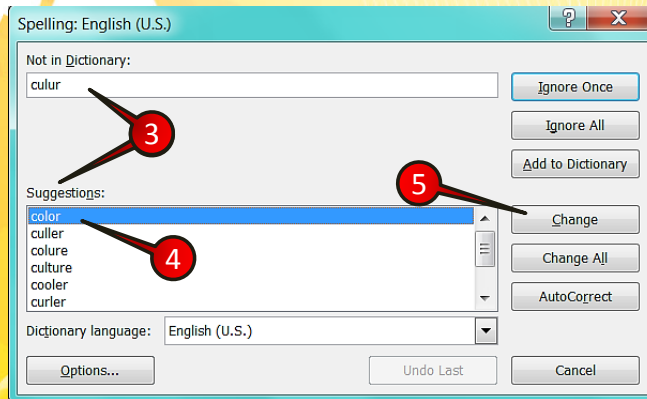 Spelling: English (U.S.)
?
X
Not in Dictionary:
culur
Ignore Once
3
Ignore All
Add to Dictionary
5
Suggestions:
color
culler
colure
culture
cooler
curler
4
Change
Change All
AutoCorrect
Dictionary language: English (U.S.)
Options... Undo Last Cancel